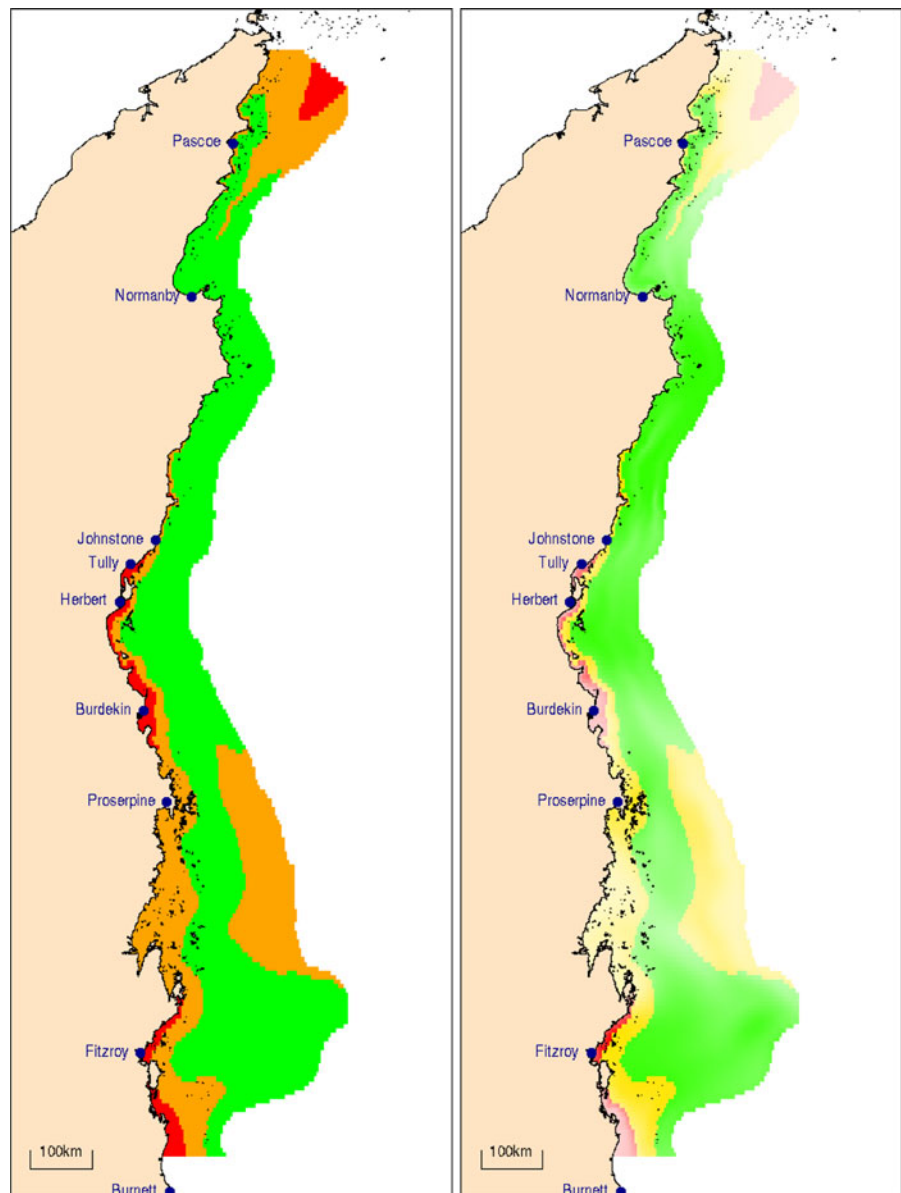 Pascoe
Normanby
Johnstone
Tully
Herbert
Burdekin
Proserpine
Fitzroy
100km
Burnett
Pascoe
Normanby
Johnstone
Tully
Herbert
Burdekin
Proserpine
Fitzroy
100km
Burnett